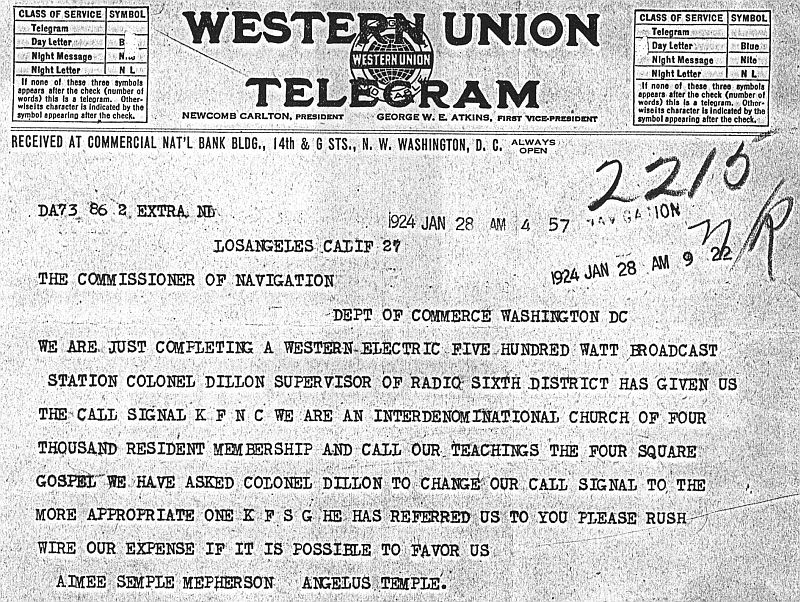 CLASS OF SERVICE SYMBOL
Telegram
Day Letter B
Night Message Nite
Night Letter N L
If none of these three symbols
appears after the check (number of
words) this is a telegram. Other-
wise its character is indicated by the
symbol appearing after the check.
WESTERN UNION
WESTERN UNION
TELEGRAM
NEWCOMB CARLTON, PRESIDENT GEORGE W. E. ATKINS, FIRST VICE-PRESIDENT
CLASS OF SERVICE SYMBOL
Telegram
Day Letter Blue
Night Message Nite
Night Letter N L
If none of these three symbols
appears after the check (number of
words) this is a telegram. Other-
wise its character is indicated by the
symbol appearing after the check.
RECEIVED AT COMMERCIAL NAT'L BANK BLDG., 14th & G STS., N. W. WASHINGTON, D. C. ALWAYS OPEN
2215
NR
DA73 86 2 EXTRA NL
1924 JAN 28 AM 4 57
LOSANGELES CALIF 27
1924 JAN 28 AM 9 22
THE COMMISSIONER OF NAVIGATION
DEPT OF COMMERCE WASHINGTON DC
WE ARE JUST COMPLETING A WESTERN ELECTRIC FIVE HUNDRED WATT BROADCAST
STATION COLONEL DILLON SUPERVISOR OF RADIO SIXTH DISTRICT HAS GIVEN US
THE CALL SIGNAL K F N C WE ARE AN INTERDENOMINATIONAL CHURCH OF FOUR
THOUSAND RESIDENT MEMBERSHIP AND CALL OUR TEACHINGS THE FOUR SQUARE
GOSPEL WE HAVE ASKED COLONEL DILLON TO CHANGE OUR CALL SIGNAL TO THE
MORE APPROPRIATE ONE K F S G HE HAS REFERRED US TO YOU PLEASE RUSH
WIRE OUR EXPENSE IF IT IS POSSIBLE TO FAVOR US
AIMEE SEMPLE MEPHERSON ANGELUS TEMPLE.